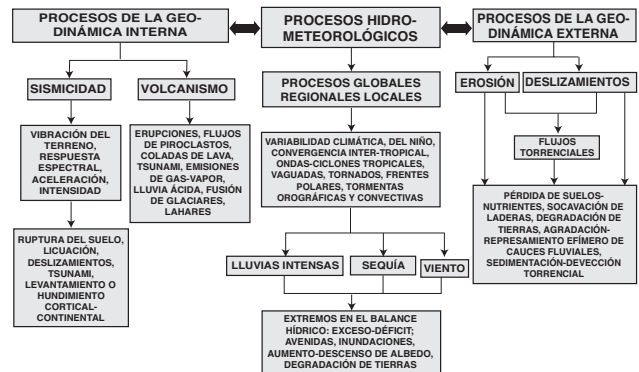 PROCESOS DE LA GEO-
DINÁMICA INTERNA
PROCESOS HIDRO-
METEOROLÓGICOS
PROCESOS DE LA GEO-
DINÁMICA EXTERNA
SISMICIDAD
VOLCANISMO
PROCESOS GLOBALES
REGIONALES LOCALES
EROSIÓN
DESLIZAMIENTOS
VIBRACIÓN DEL
TERRENO,
RESPUESTA
ESPECTRAL,
ACELERACIÓN,
INTENSIDAD
ERUPCIONES, FLUJOS
DE PIROCLASTOS,
COLADAS DE LAVA,
TSUNAMI, EMISIONES
DE GAS-VAPOR,
LLUVIA ÁCIDA, FUSIÓN
DE GLACIARES,
LAHARES
VARIABILIDAD CLIMÁTICA, DEL NIÑO,
CONVERGENCIA INTER-TROPICAL,
ONDAS-CICLONES TROPICALES,
VAGUADAS, TORNADOS, FRENTES
POLARES, TORMENTAS
OROGRÁFICAS Y CONVECTIVAS
FLUJOS
TORRENCIALES
PÉRDIDA DE SUELOS-
NUTRIENTES, SOCAVACIÓN DE
LADERAS, DEGRADACIÓN DE
TIERRAS, AGRADACIÓN-
REPRESAMIENTO EFÍMERO DE
CAUCES FLUVIALES,
SEDIMENTACIÓN-DEVECCIÓN
TORRENCIAL
RUPTURA DEL SUELO,
LICUACIÓN,
DESLIZAMIENTOS,
TSUNAMI,
LEVANTAMIENTO O
HUNDIMIENTO
CORTICAL-
CONTINENTAL
LLUVIAS INTENSAS
SEQUÍA
VIENTO
EXTREMOS EN EL BALANCE
HÍDRICO: EXCESO-DÉFICIT;
AVENIDAS, INUNDACIONES,
AUMENTO-DESCENSO DE ALBEDO,
DEGRADACIÓN DE TIERRAS